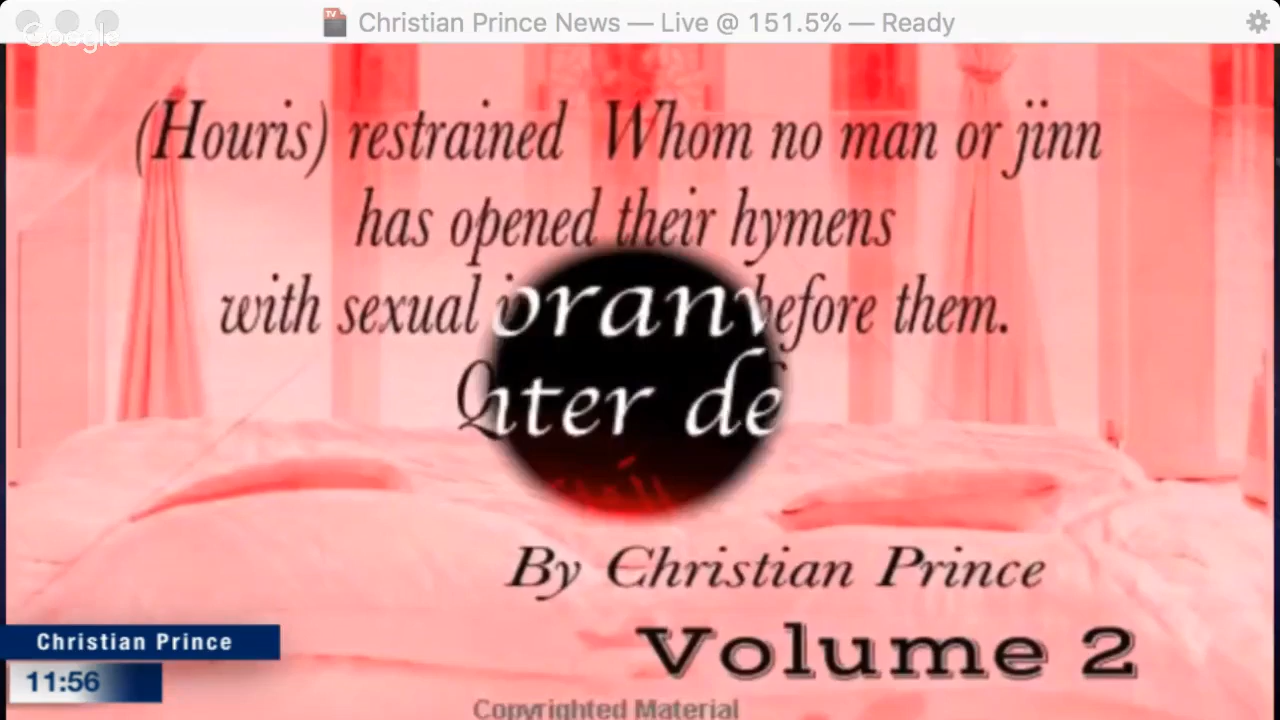 Christian Prince News — Live @ 151.5% — Ready
Google
(Houris) restrained Whom no man or jinn
has opened their hymens
with sexual before them.
By Christian Prince
Volume 2
Christian Prince
11:56
Copyrighted Material